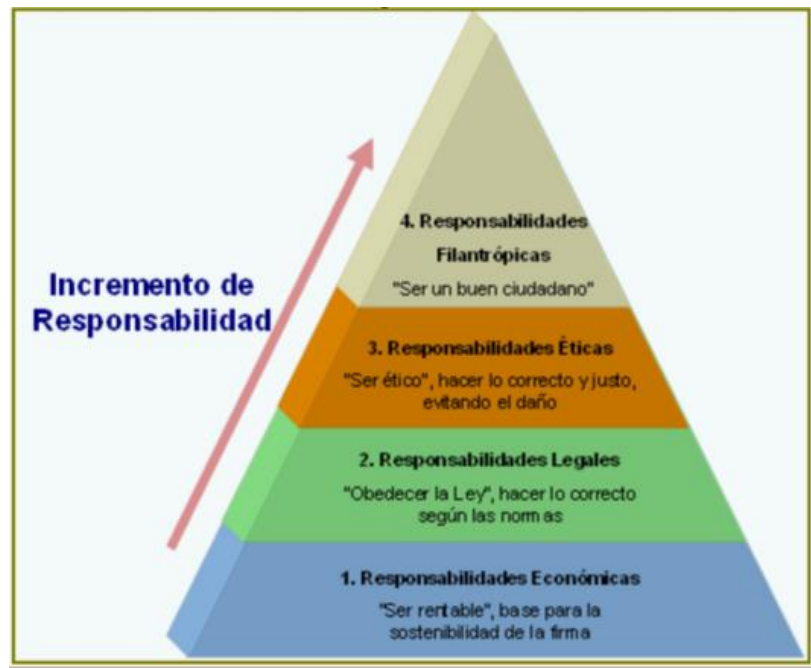 4. Responsabilidades
Filantrópicas
"Ser un buen ciudadano"
Incremento de
Responsabilidad
3. Responsabilidades Éticas
"Ser ético", hacer lo correcto y justo,
evitando el daño
2. Responsabilidades Legales
"Obedecer la Ley", hacer lo correcto
según las normas
1. Responsabilidades Económicas
"Ser rentable", base para la
sostenibilidad de la firma